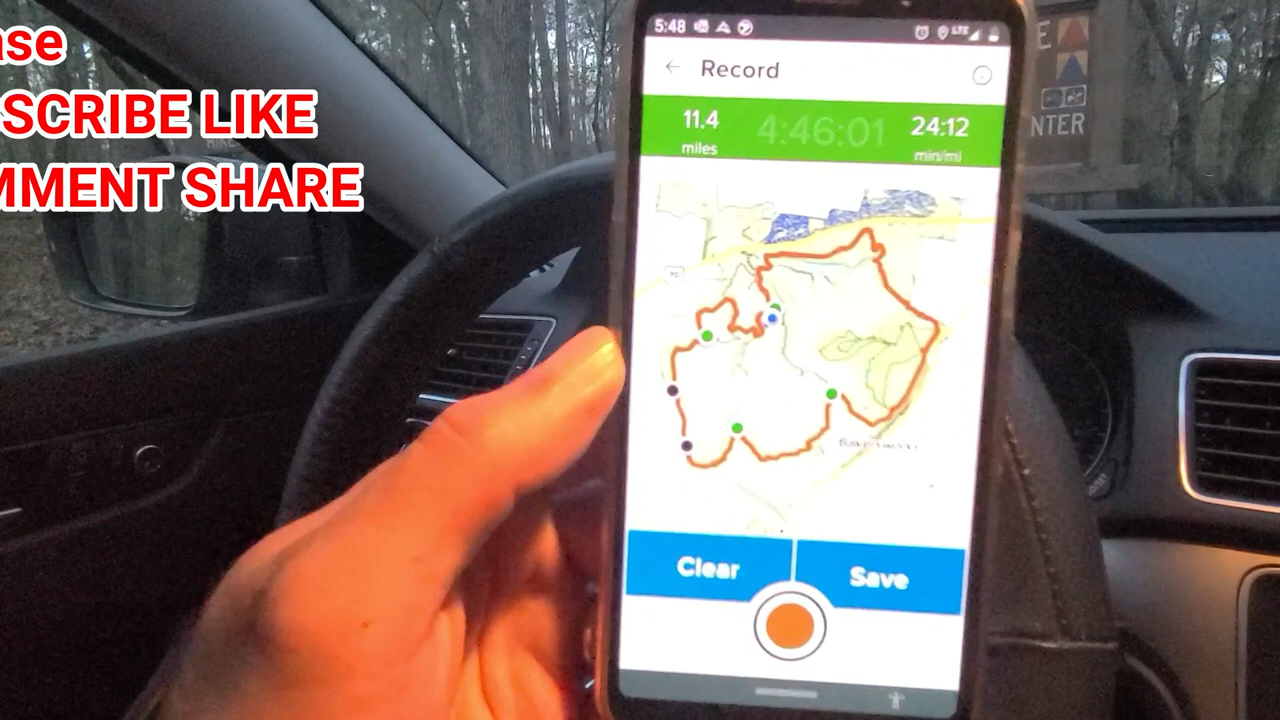 ase
SCRIBE LIKE
MMENT SHARE
5:48
LTE
Record
11.4
4:46:01
24:12
miles
min/mi
Clear
Save
E
NTER